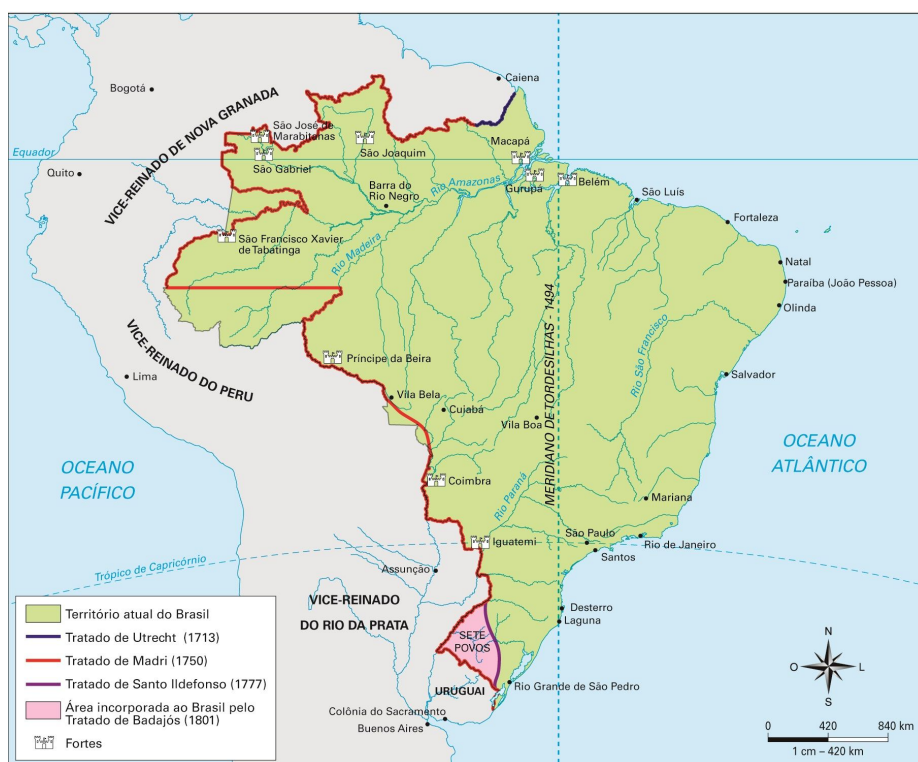 Caiena
Bogotá
VICE-REINADO DE NOVA GRANADA
São José de
Marabitanas
São Joaquim
Macapá
Equador
Quito
São Gabriel
Barra do
Rio Negro
Rio Amazonas
Gurupá
Belém
São Luís
Fortaleza
São Francisco Xavier
de Tabatinga
Rio Madeira
Natal
Paraíba (João Pessoa)
Olinda
MERIDIANO DE TORDESILHAS - 1494
Rio São Francisco
VICE-REINADO DO PERU
Lima
Príncipe da Beira
Salvador
Vila Bela
Cuiabá
Vila Boa
OCEANO
PACÍFICO
OCEANO
ATLÂNTICO
Coimbra
Rio Paraná
Mariana
Iguatemi
São Paulo
Rio de Janeiro
Santos
Trópico de Capricórnio
Assunção
VICE-REINADO
DO RIO DA PRATA
Desterro
Laguna
SETE
POVOS
URUGUAI
Rio Grande de São Pedro
Colônia do Sacramento
Buenos Aires
Território atual do Brasil
Tratado de Utrecht (1713)
Tratado de Madri (1750)
Tratado de Santo Ildefonso (1777)
Área incorporada ao Brasil pelo
Tratado de Badajós (1801)
Fortes
N
O
L
S
0 420 840 km
1 cm – 420 km